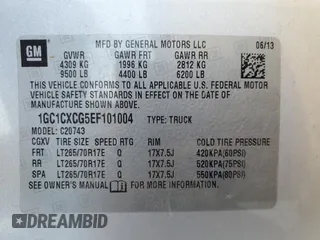 GM
MFD BY GENERAL MOTORS LLC
06/13
GVWR GAWR FRT GAWR RR
4309 KG 1996 KG 2812 KG
9500 LB 4400 LB 6200 LB
THIS VEHICLE CONFORMS TO ALL APPLICABLE U.S. FEDERAL MOTOR
VEHICLE SAFETY STANDARDS IN EFFECT ON THE DATE OF
MANUFACTURE SHOWN ABOVE.
1GC1CXCG5EF101004 TYPE: TRUCK
MODEL: C20743
CGXV TIRE SIZE SPEED RTG RIM COLD TIRE PRESSURE
FRT LT265/70R17E Q 17X7.5J 420KPA(60PSI)
RR LT265/70R17E Q 17X7.5J 520KPA(75PSI)
SPA LT265/70R17E Q 17X7.5J 550KPA(80PSI)
SEE OWNER'S MANUAL FOR MORE INFORMATION.
DIRTYFORTY.COM